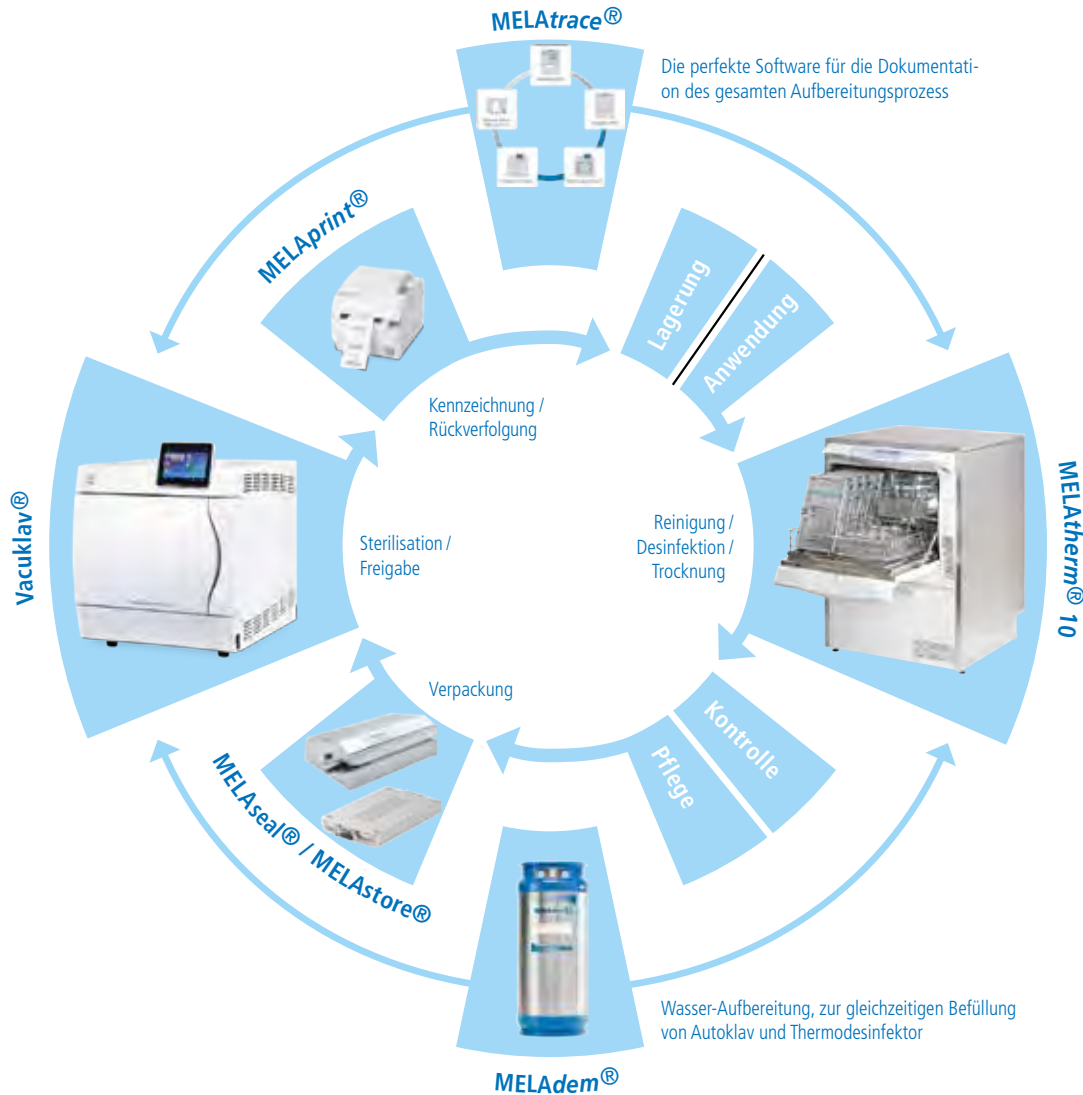 MELAtrace®
Die perfekte Software für die Dokumentati-
on des gesamten Aufbereitungsprozess
MELAprint®
Lagerung
Anwendung
Kennzeichnung /
Rückverfolgung
Vacuklav®
Sterilisation /
Freigabe
Reinigung /
Desinfektion /
Trocknung
MELAtherm® 10
Verpackung
Kontrolle
Pflege
MELAseal® / MELAstore®
Wasser-Aufbereitung, zur gleichzeitigen Befüllung
von Autoklav und Thermodesinfektor
MELAdem®